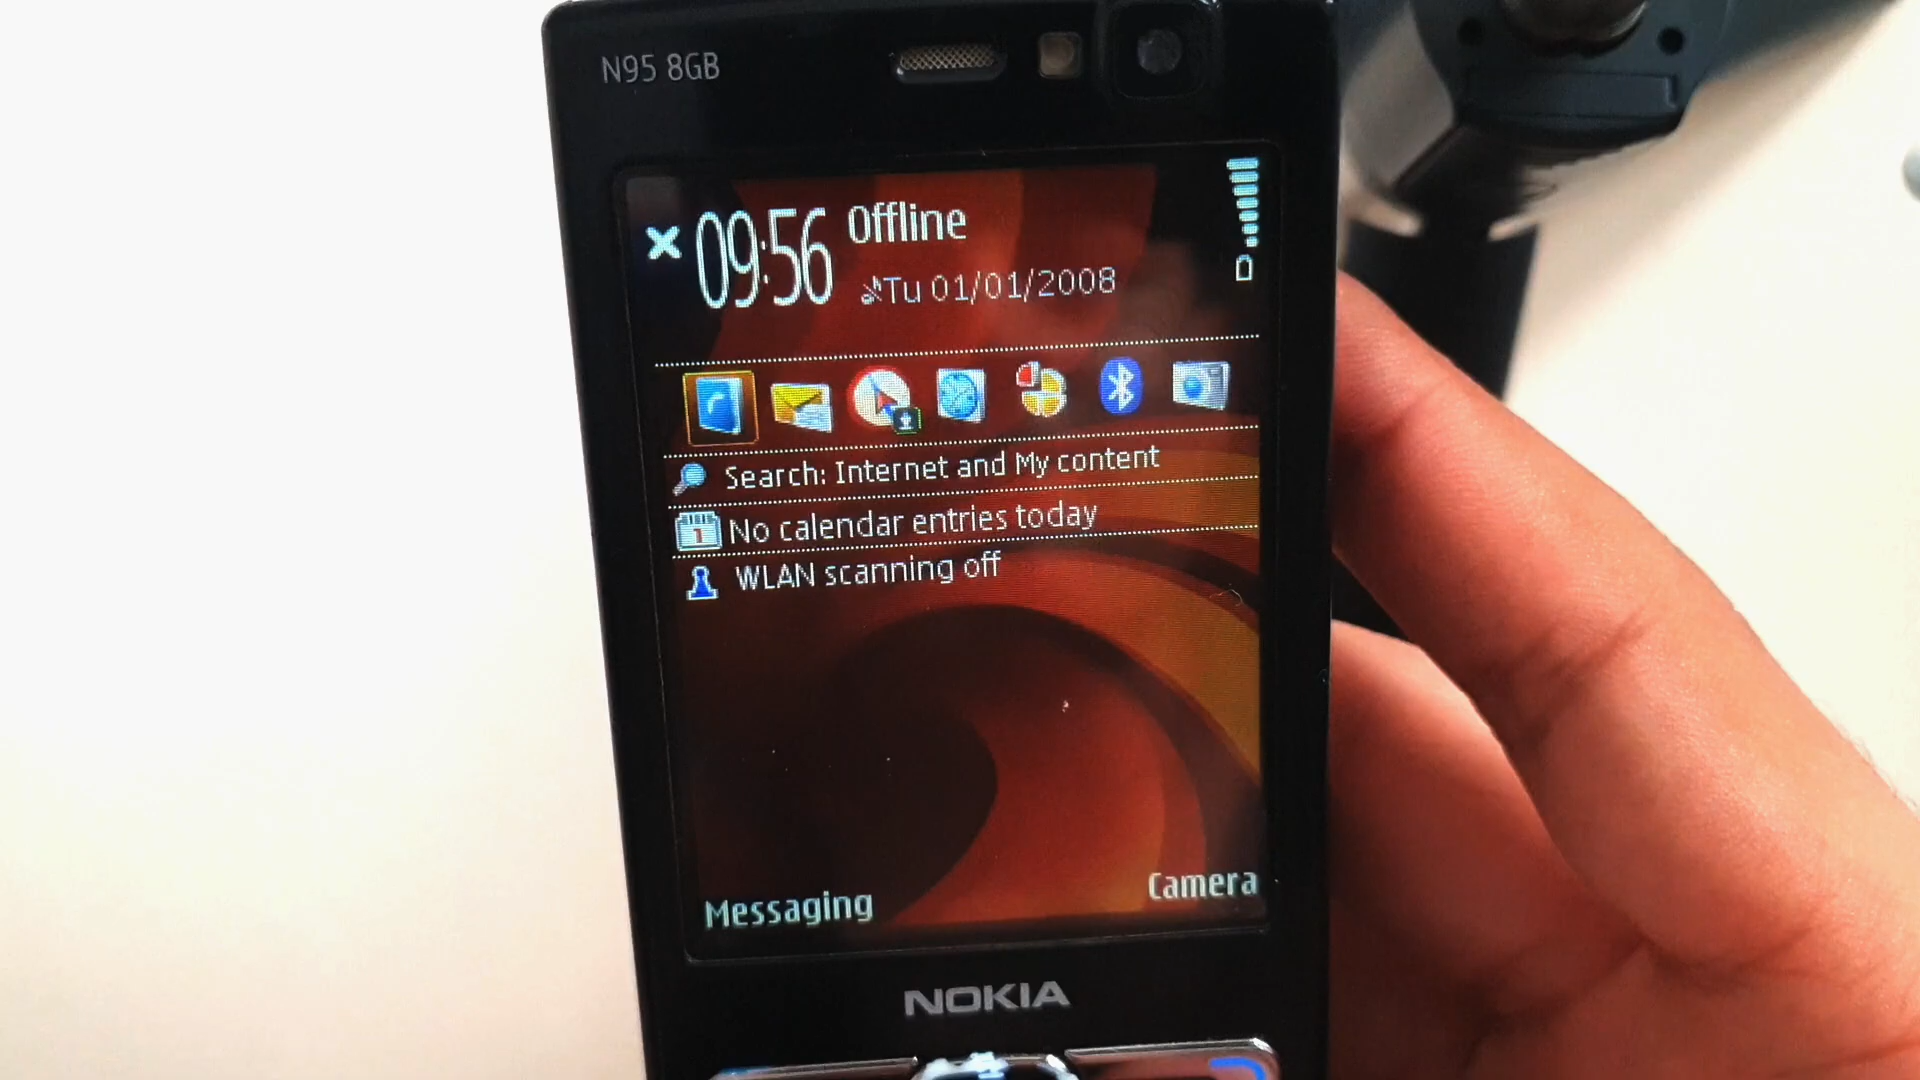 N95 8GB
09:56 Offline
Tu 01/01/2008
Search: Internet and My content
1 No calendar entries today
WLAN scanning off
Messaging Camera
NOKIA